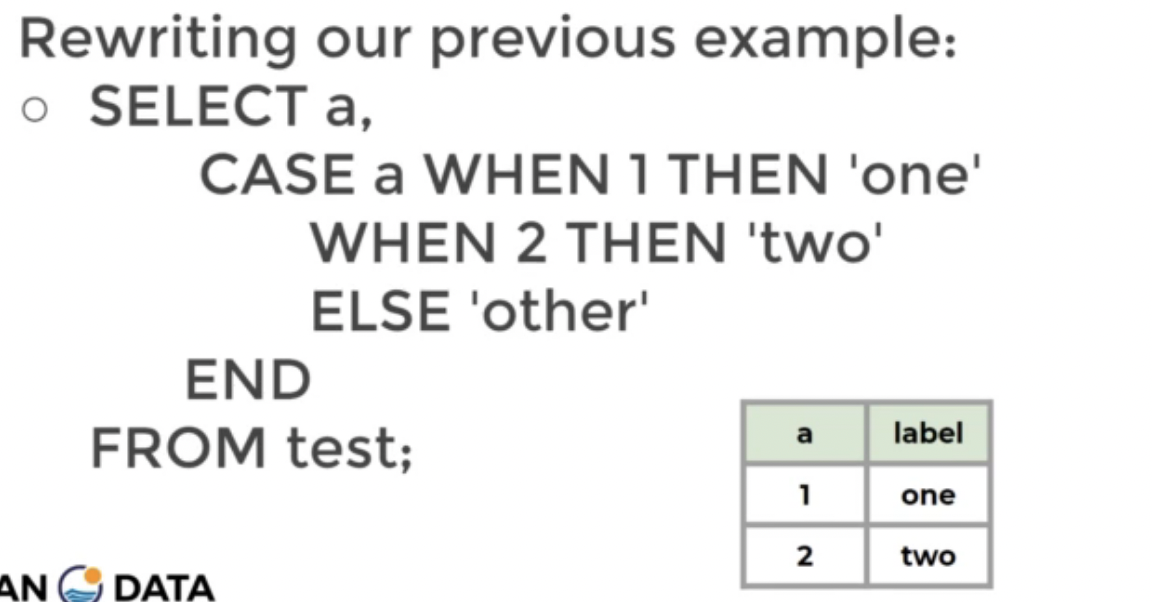 Rewriting our previous example:
○ SELECT a,
CASE a WHEN 1 THEN 'one'
WHEN 2 THEN 'two'
ELSE 'other'
END
FROM test;
a label
1 one
2 two
AN DATA